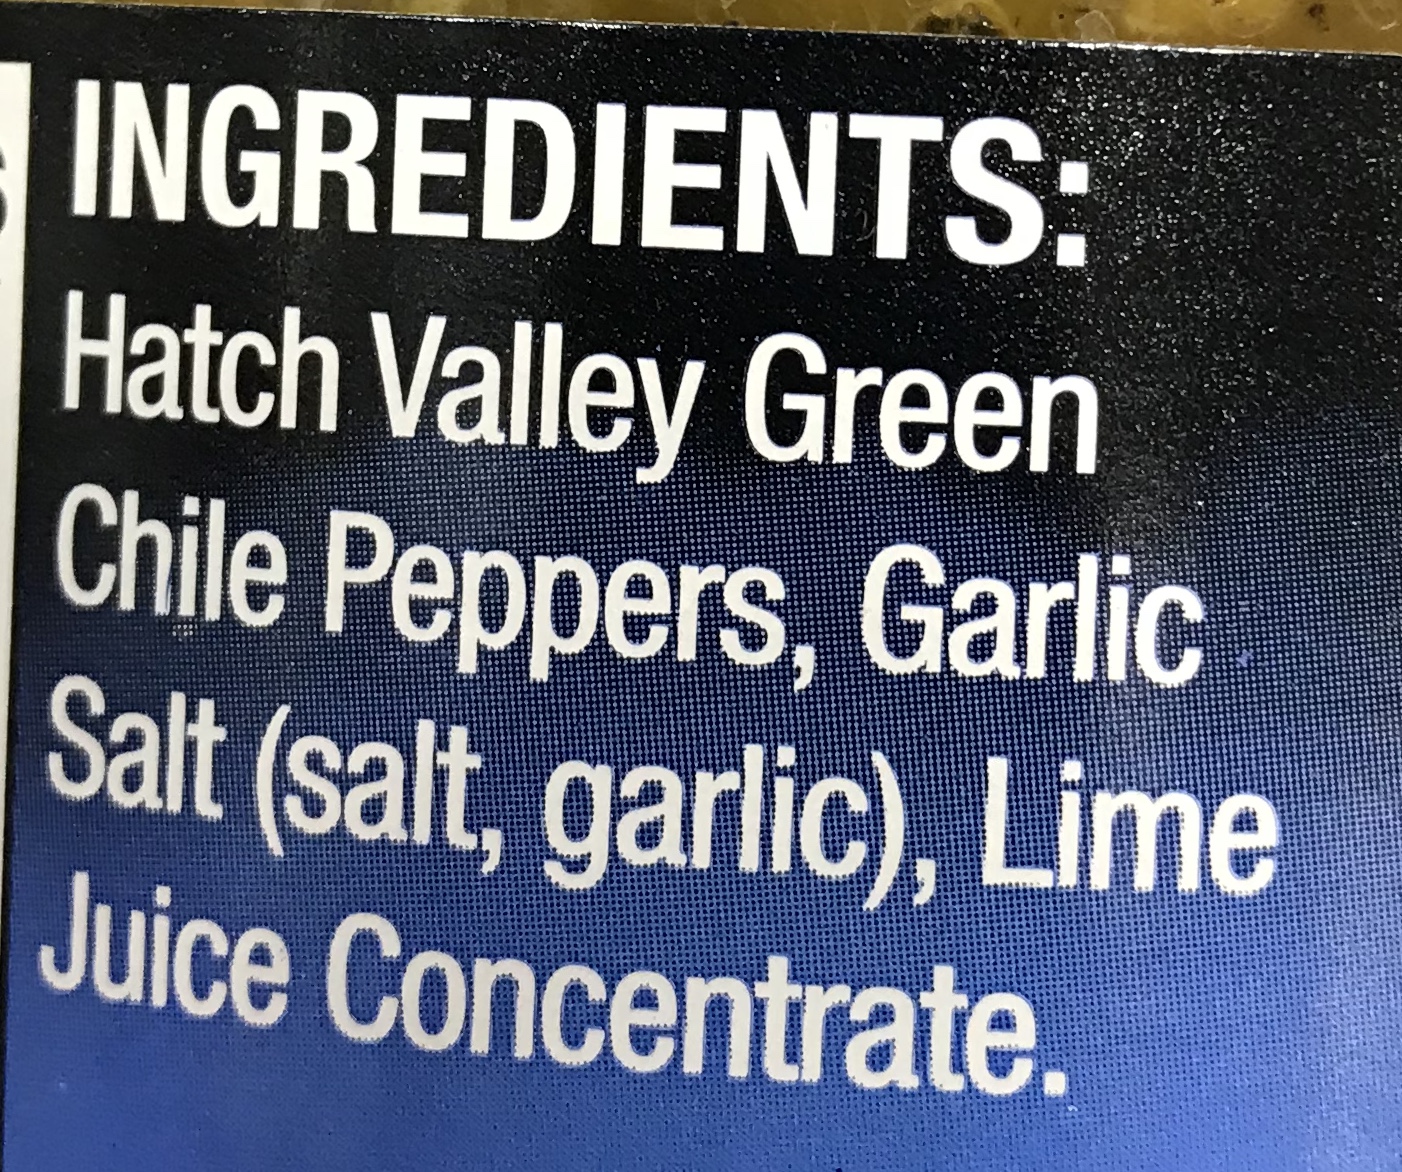 INGREDIENTS:
Hatch Valley Green
Chile Peppers, Garlic
Salt (salt, garlic), Lime
Juice Concentrate.